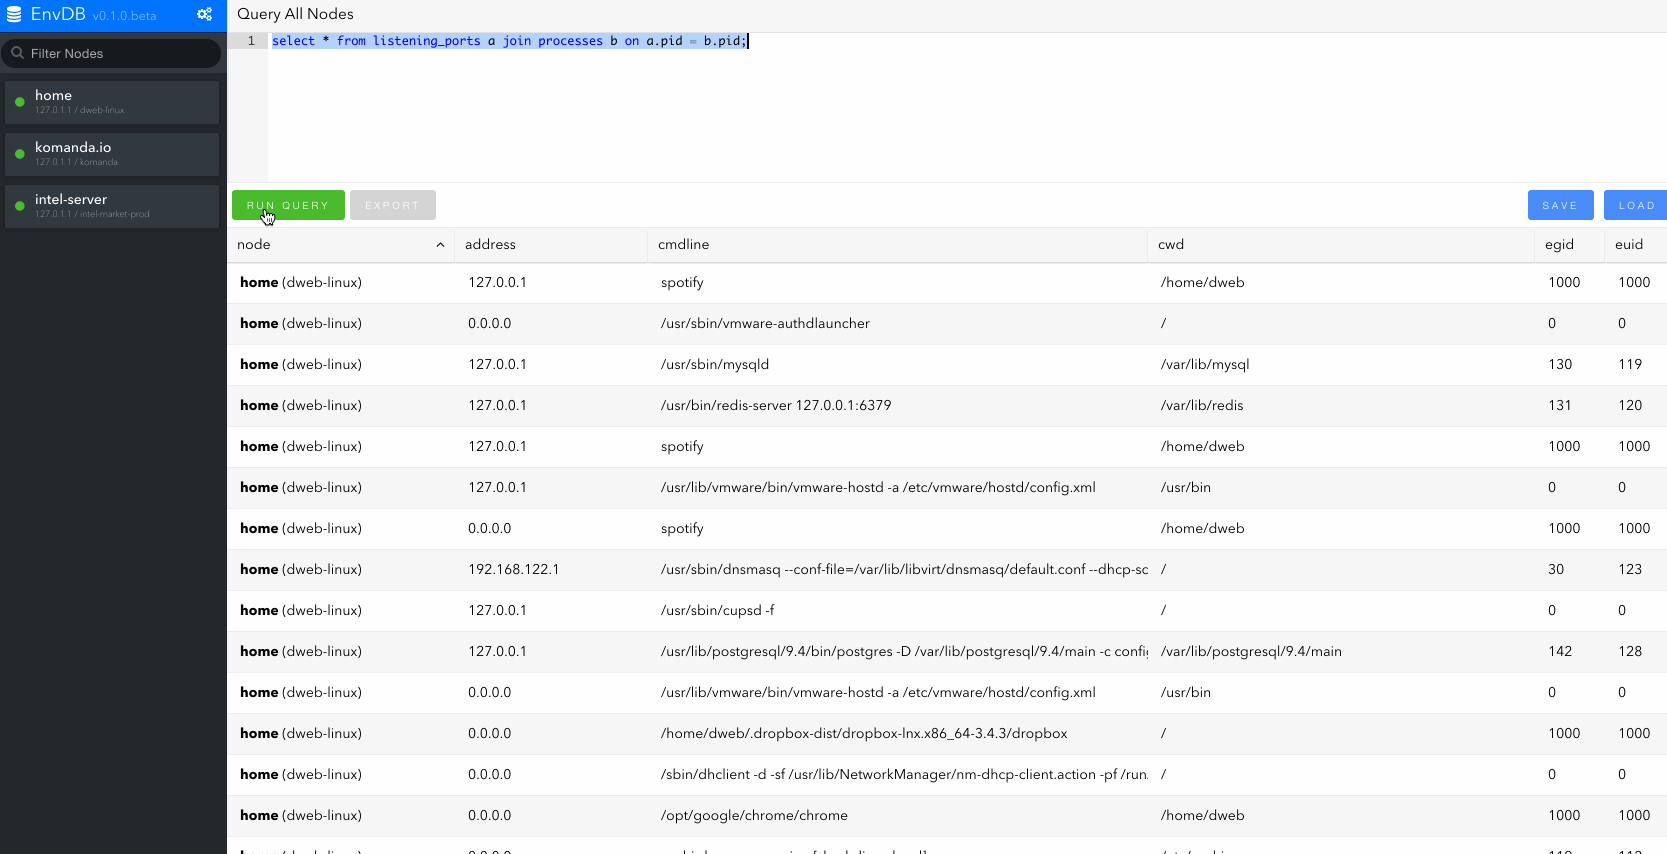 EnvDB v0.1.0.beta
Query All Nodes
Filter Nodes
1 select * from listening_ports a join processes b on a.pid = b.pid;
home
127.0.1.1 / dweb-linux
komanda.io
127.0.1.1 / komanda
intel-server
127.0.1.1 / intel-market-prod
RUN QUERY EXPORT SAVE LOAD
node address cmdline cwd egid euid
home (dweb-linux) 127.0.0.1 spotify /home/dweb 1000 1000
home (dweb-linux) 0.0.0.0 /usr/sbin/vmware-authdlauncher / 0 0
home (dweb-linux) 127.0.0.1 /usr/sbin/mysqld /var/lib/mysql 130 119
home (dweb-linux) 127.0.0.1 /usr/bin/redis-server 127.0.0.1:6379 /var/lib/redis 131 120
home (dweb-linux) 127.0.0.1 spotify /home/dweb 1000 1000
home (dweb-linux) 127.0.0.1 /usr/lib/vmware/bin/vmware-hostd -a /etc/vmware/hostd/config.xml /usr/bin 0 0
home (dweb-linux) 0.0.0.0 spotify /home/dweb 1000 1000
home (dweb-linux) 192.168.122.1 /usr/sbin/dnsmasq --conf-file=/var/lib/libvirt/dnsmasq/default.conf --dhcp-sc / 30 123
home (dweb-linux) 127.0.0.1 /usr/sbin/cupsd -f / 0 0
home (dweb-linux) 127.0.0.1 /usr/lib/postgresql/9.4/bin/postgres -D /var/lib/postgresql/9.4/main -c config /var/lib/postgresql/9.4/main 142 128
home (dweb-linux) 0.0.0.0 /usr/lib/vmware/bin/vmware-hostd -a /etc/vmware/hostd/config.xml /usr/bin 0 0
home (dweb-linux) 0.0.0.0 /home/dweb/.dropbox-dist/dropbox-lnx.x86_64-3.4.3/dropbox / 1000 1000
home (dweb-linux) 0.0.0.0 /sbin/dhclient -d -sf /usr/lib/NetworkManager/nm-dhcp-client.action -pf /run. / 0 0
home (dweb-linux) 0.0.0.0 /opt/google/chrome/chrome /home/dweb 1000 1000